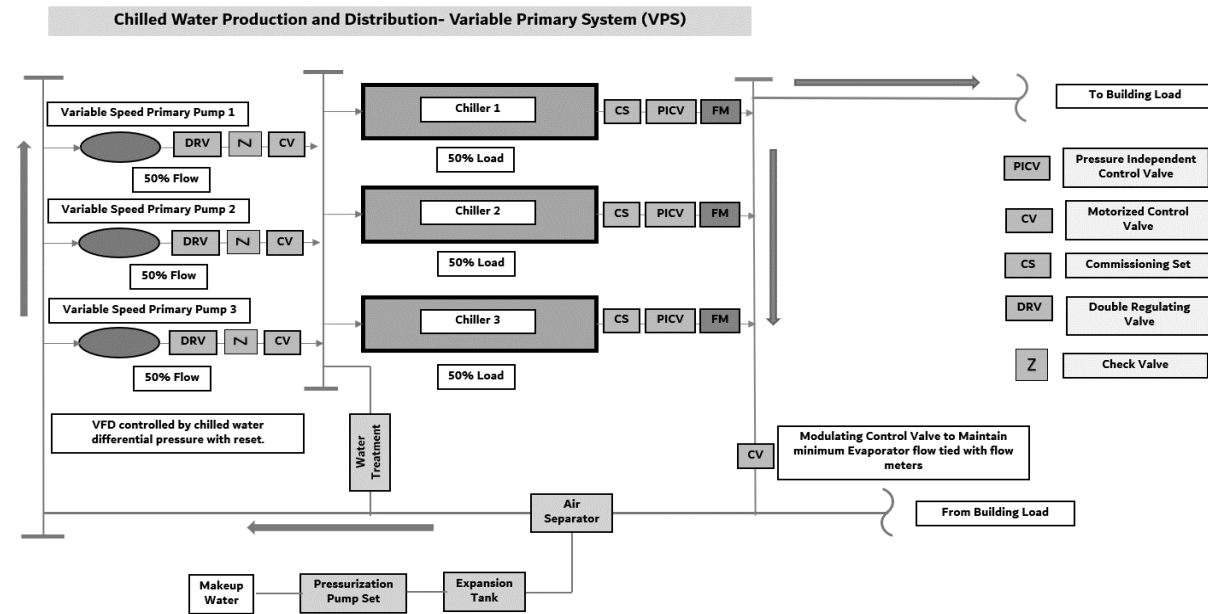 Chilled Water Production and Distribution- Variable Primary System (VPS)
Variable Speed Primary Pump 1
DRV
Z
CV
50% Flow
Variable Speed Primary Pump 2
DRV
Z
CV
50% Flow
Variable Speed Primary Pump 3
DRV
Z
CV
50% Flow
VFD controlled by chilled water
differential pressure with reset.
Chiller 1
CS
PICV
FM
50% Load
Chiller 2
CS
PICV
FM
50% Load
Chiller 3
CS
PICV
FM
50% Load
To Building Load
PICV
Pressure Independent
Control Valve
CV
Motorized Control
Valve
CS
Commissioning Set
DRV
Double Regulating
Valve
Z
Check Valve
Water
Treatment
CV
Modulating Control Valve to Maintain
minimum Evaporator flow tied with flow
meters
Air
Separator
From Building Load
Makeup
Water
Pressurization
Pump Set
Expansion
Tank